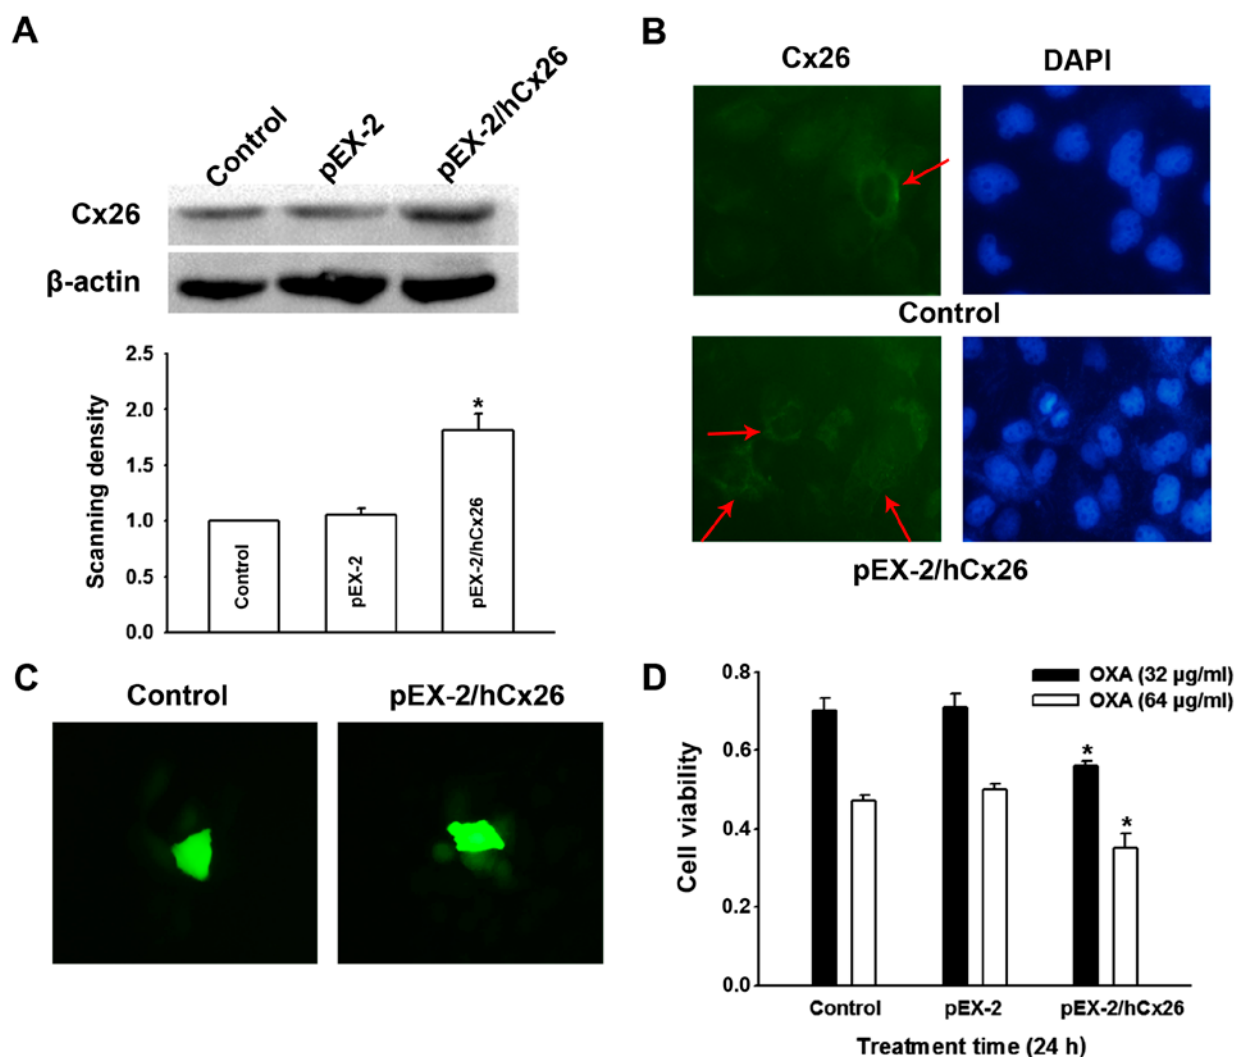 A
Control
pEX-2
pEX-2/hCx26
Cx26
β-actin
2.5
2.0
1.5
1.0
0.5
0.0
Scanning density
*
Control
pEX-2
pEX-2/hCx26
B
Cx26
DAPI
Control
pEX-2/hCx26
C
Control
pEX-2/hCx26
D
OXA (32 µg/ml)
OXA (64 µg/ml)
0.8
0.6
0.4
0.2
0.0
Cell viability
*
*
Control
pEX-2
pEX-2/hCx26
Treatment time (24 h)